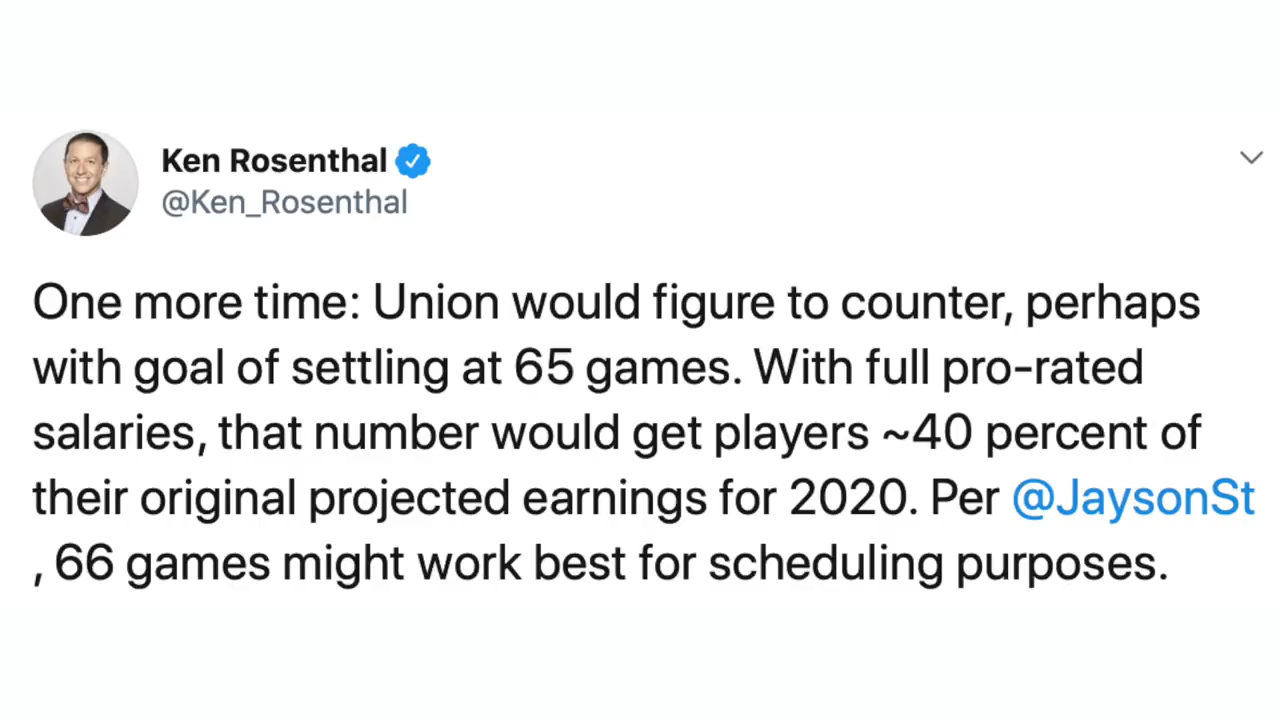 Ken Rosenthal
@Ken_Rosenthal
One more time: Union would figure to counter, perhaps
with goal of settling at 65 games. With full pro-rated
salaries, that number would get players ~40 percent of
their original projected earnings for 2020. Per @JaysonSt
, 66 games might work best for scheduling purposes.